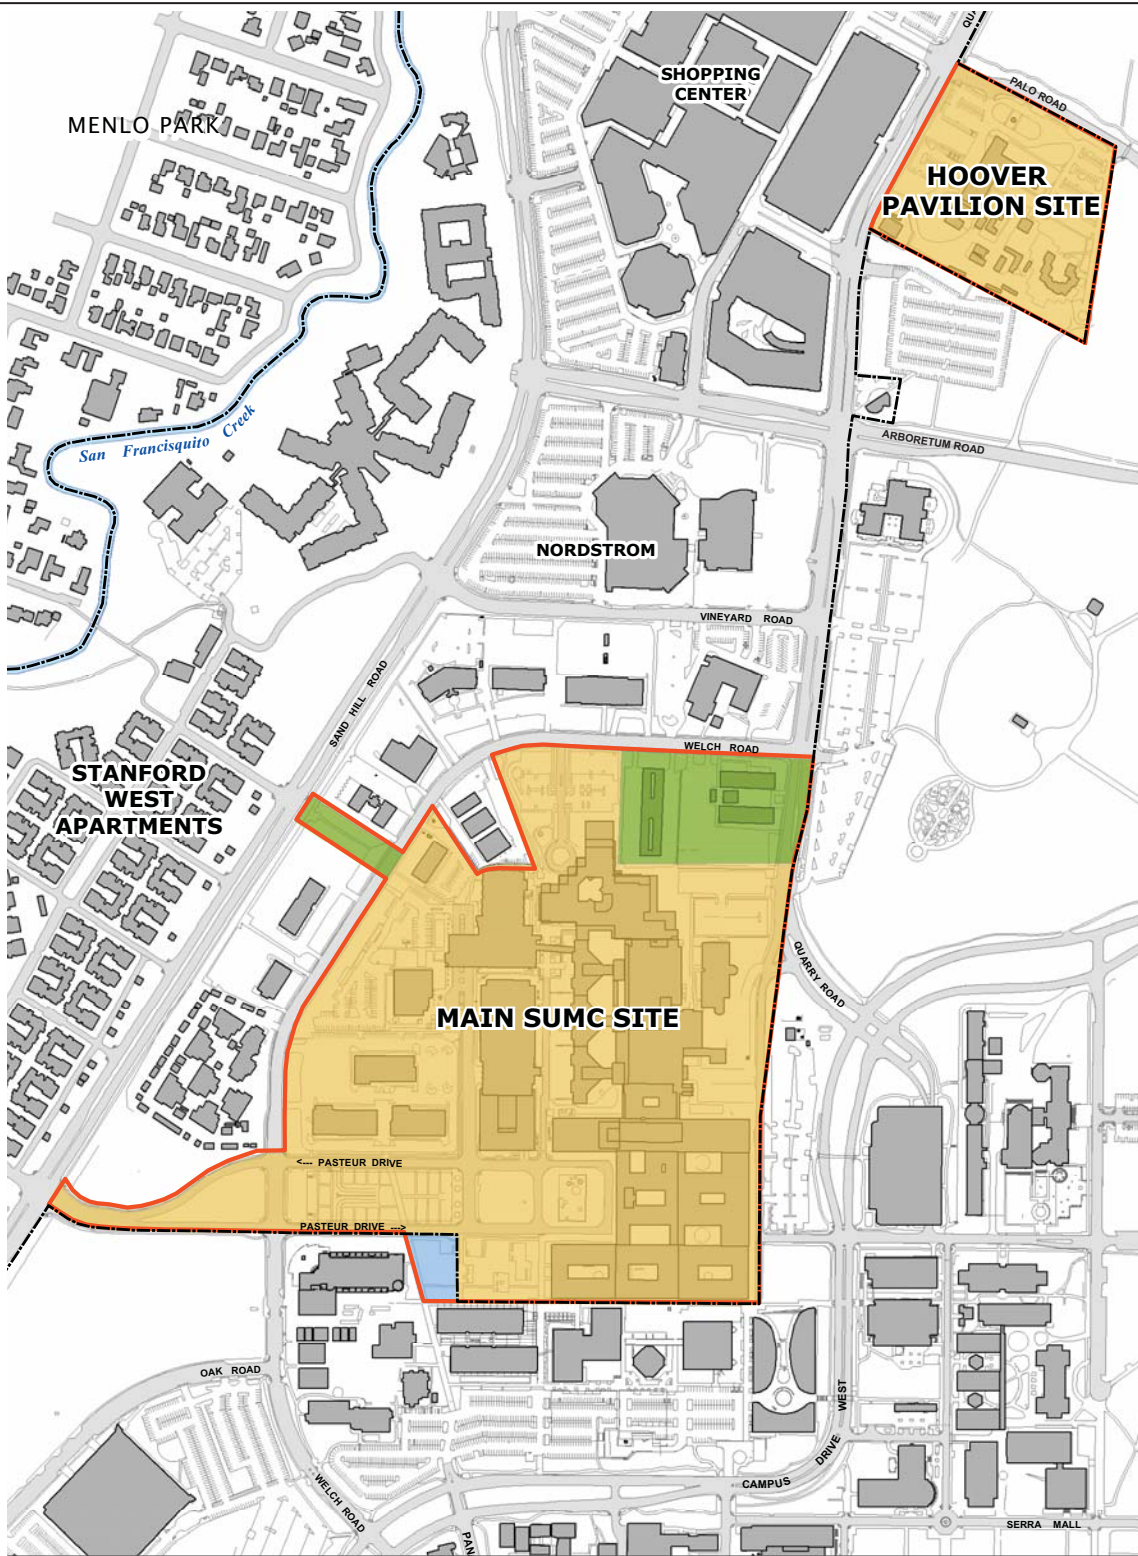 QUA
PALO ROAD
SHOPPING
CENTER
MENLO PARK
HOOVER
PAVILION SITE
San Francisquito Creek
ARBORETUM ROAD
NORDSTROM
VINEYARD ROAD
SAND HILL ROAD
WELCH ROAD
STANFORD
WEST
APARTMENTS
QUARRY ROAD
MAIN SUMC SITE
<--- PASTEUR DRIVE
PASTEUR DRIVE --->
OAK ROAD
WELCH ROAD
CAMPUS DRIVE WEST
SERRA MALL
PAN